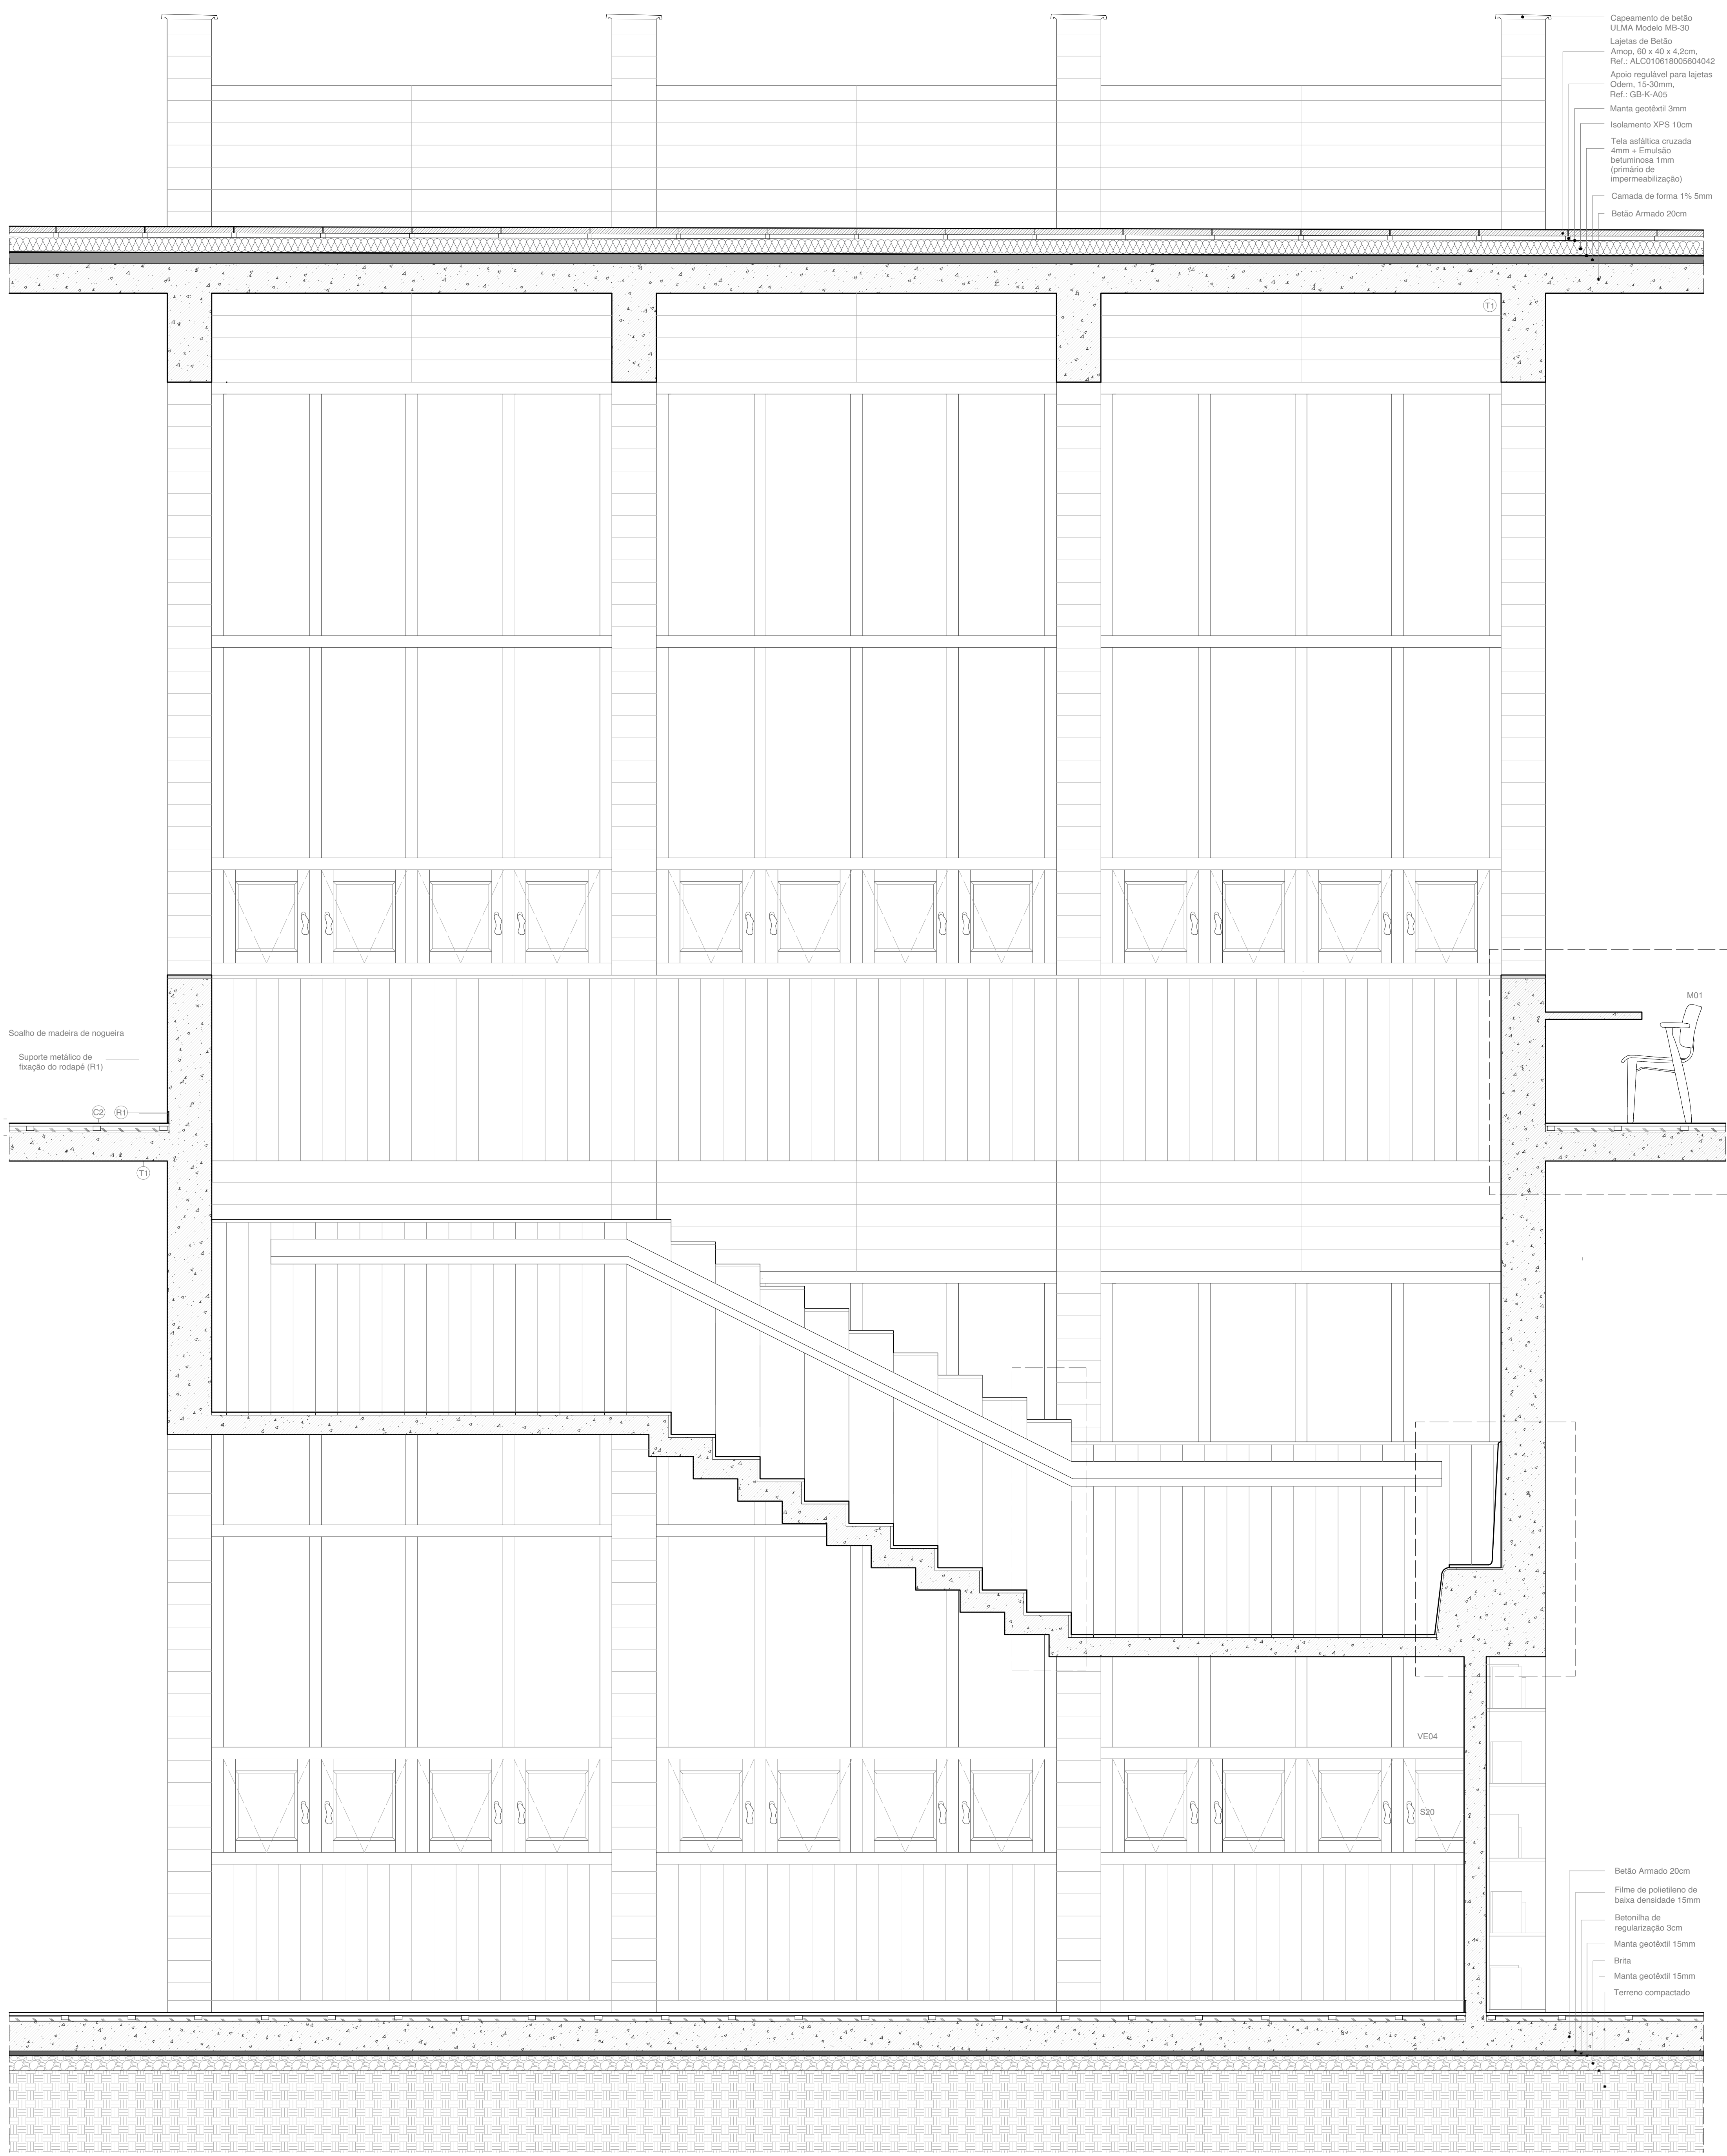 Capeamento de betão
ULMA Modelo MB-30
Lajetas de Betão
Amop, 60 x 40 x 4,2cm,
Ref.: ALC010618005604042
Apoio regulável para lajetas
Odem, 15-30mm,
Ref.: GB-K-A05
Manta geotêxtil 3mm
Isolamento XPS 10cm
Tela asfáltica cruzada
4mm + Emulsão
betuminosa 1mm
(primário de
impermeabilização)
Camada de forma 1% 5mm
Betão Armado 20cm
T1
M01
Soalho de madeira de nogueira
Suporte metálico de
fixação do rodapé (R1)
C2
R1
T1
VE04
S20
Betão Armado 20cm
Filme de polietileno de
baixa densidade 15mm
Betonilha de
regularização 3cm
Manta geotêxtil 15mm
Brita
Manta geotêxtil 15mm
Terreno compactado